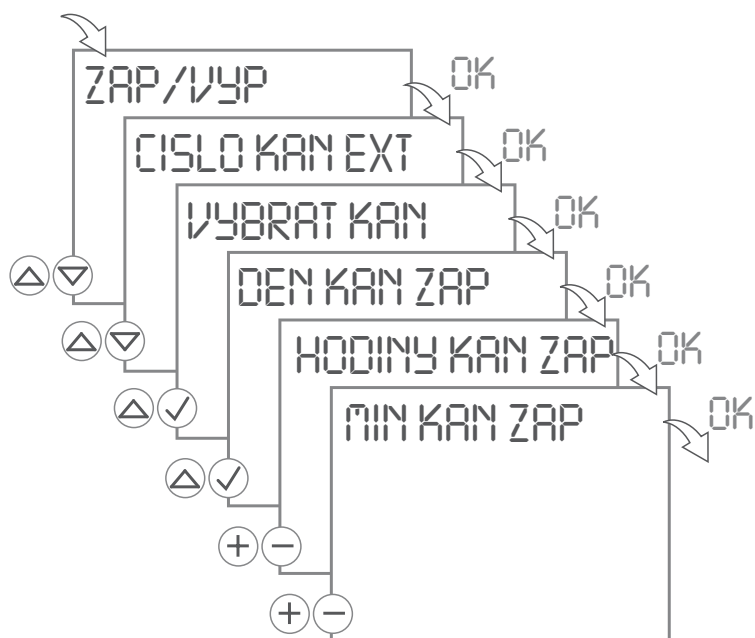 ZAP/VYP
OK
CISLO KAN EXT
OK
VYBRAT KAN
OK
DEN KAN ZAP
OK
HODINY KAN ZAP
OK
MIN KAN ZAP
OK